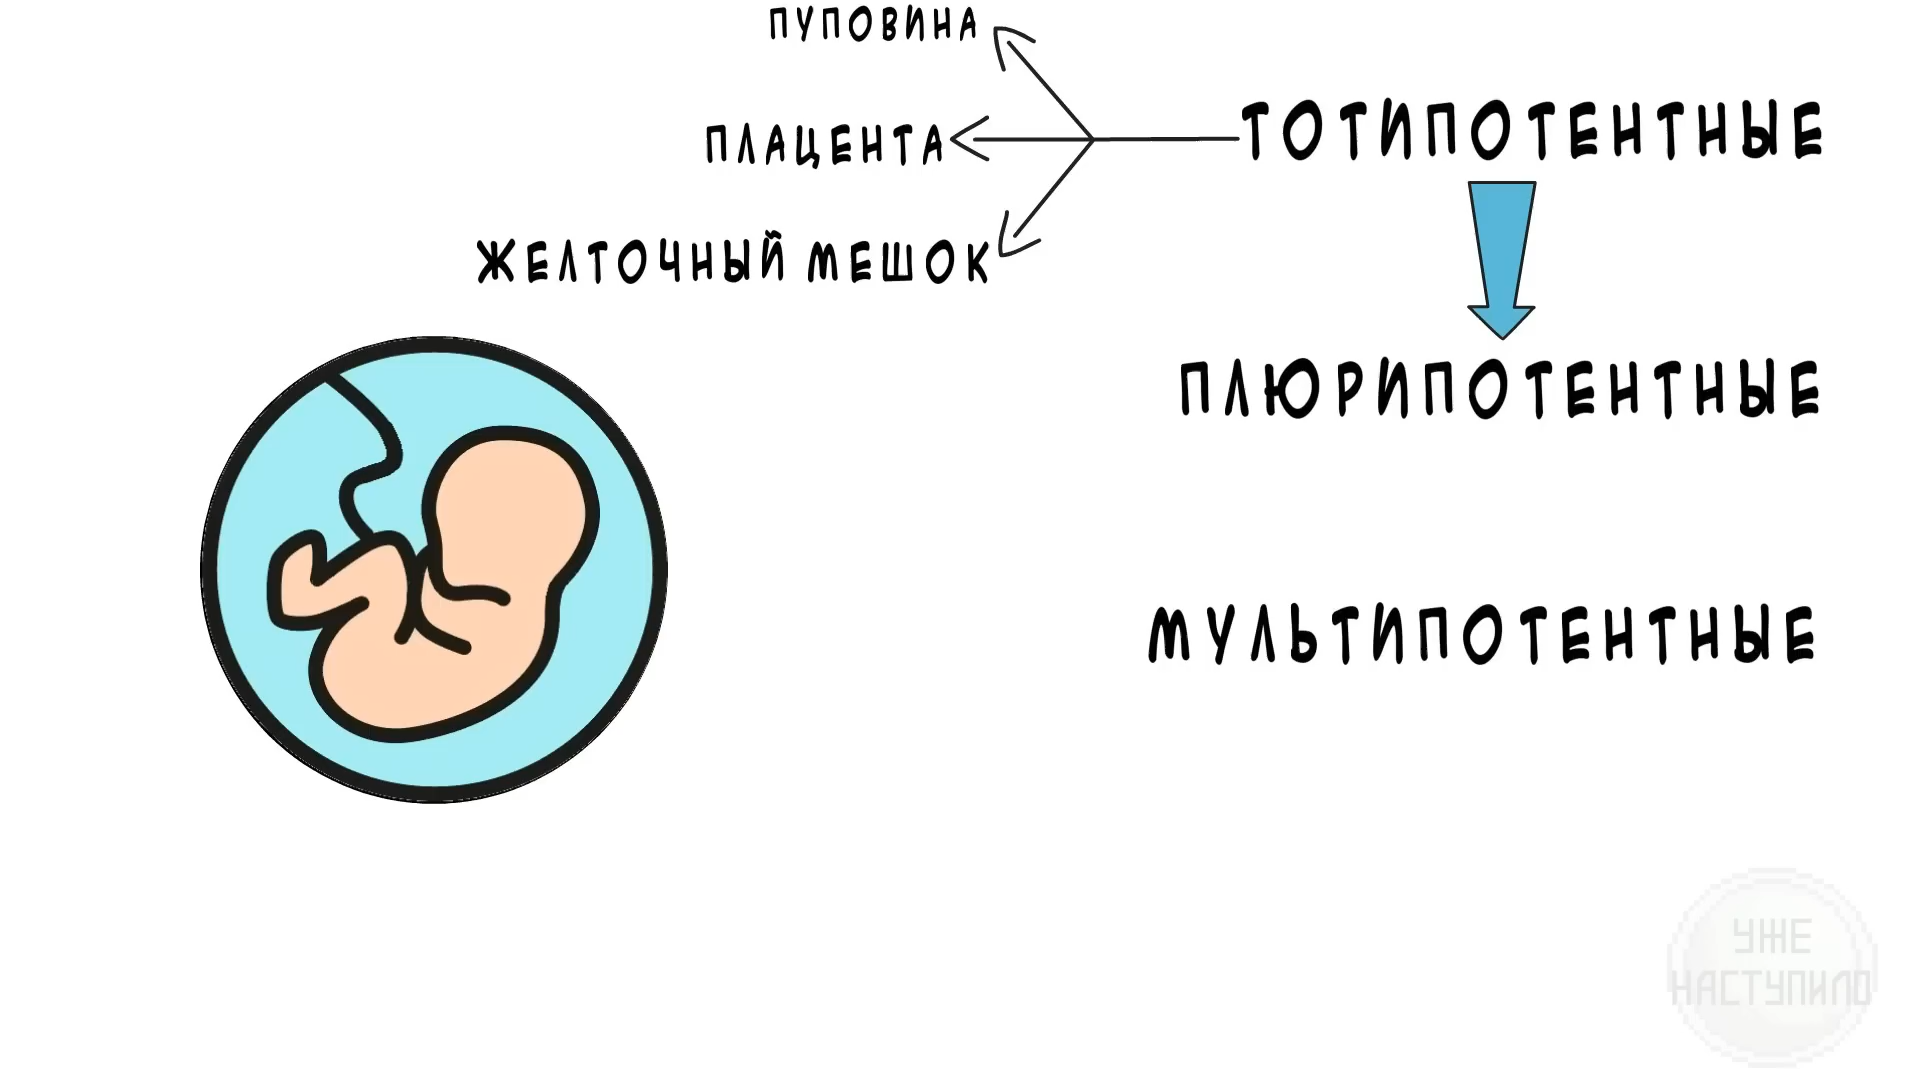 ПУПОВИНА
ПЛАЦЕНТА
ЖЕЛТОЧНЫЙ МЕШОК
ТОТИПОТЕНТНЫЕ
ПЛЮРИПОТЕНТНЫЕ
МУЛЬТИПОТЕНТНЫЕ
УЖЕ
НАСТУПИЛО